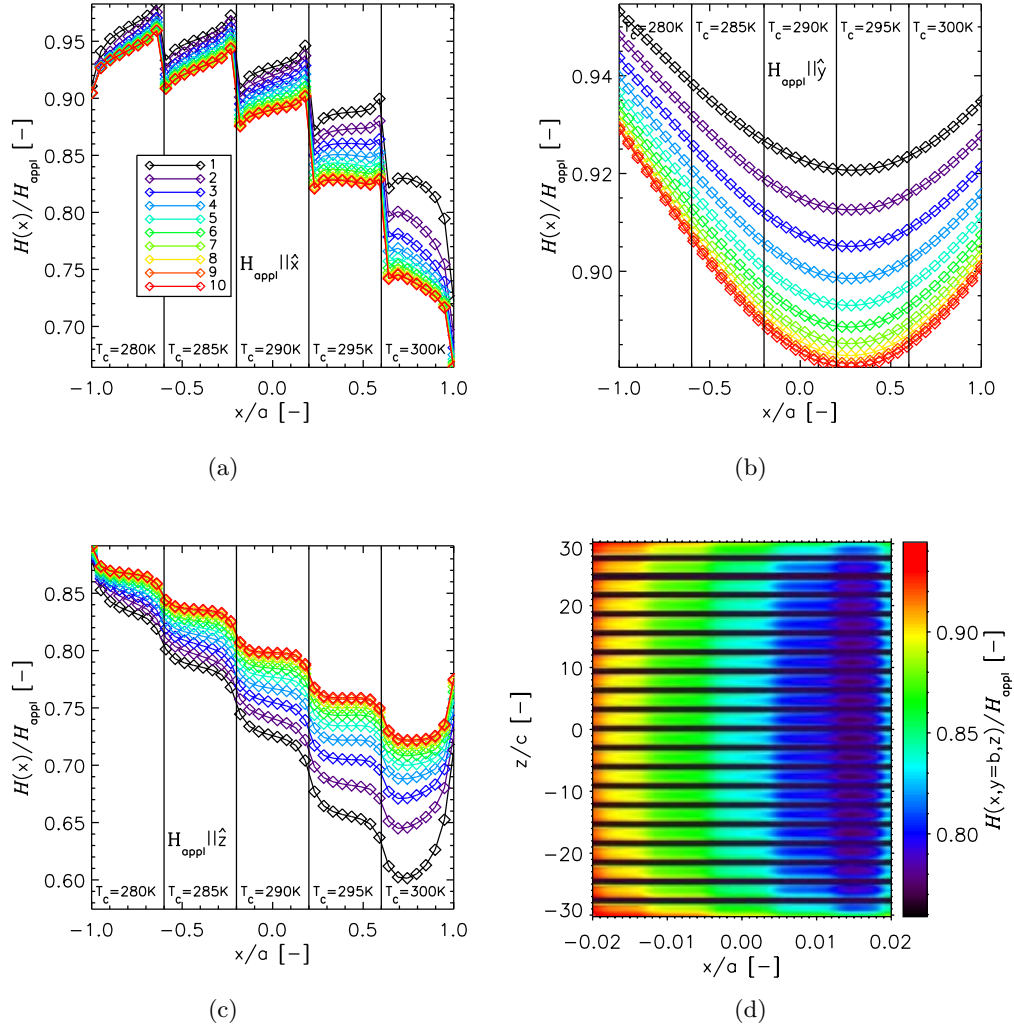 0.95
0.90
0.85
0.80
0.75
0.70
H(x)/H_appl [−]
1
2
3
4
5
6
7
8
9
10
H_appl||x̂
T_c=280K T_c=285K T_c=290K T_c=295K T_c=300K
−1.0 −0.5 0.0 0.5 1.0
x/a [−]
(a)
T_c=280K T_c=285K T_c=290K T_c=295K T_c=300K
H_appl||ŷ
0.94
0.92
0.90
H(x)/H_appl [−]
−1.0 −0.5 0.0 0.5 1.0
x/a [−]
(b)
0.85
0.80
0.75
0.70
0.65
0.60
H(x)/H_appl [−]
H_appl||ẑ
T_c=280K T_c=285K T_c=290K T_c=295K T_c=300K
−1.0 −0.5 0.0 0.5 1.0
x/a [−]
(c)
30
20
10
0
−10
−20
−30
z/c [−]
−0.02 −0.01 0.00 0.01 0.02
x/a [−]
0.90
0.85
0.80
H(x,y=b,z)/H_appl [−]
(d)